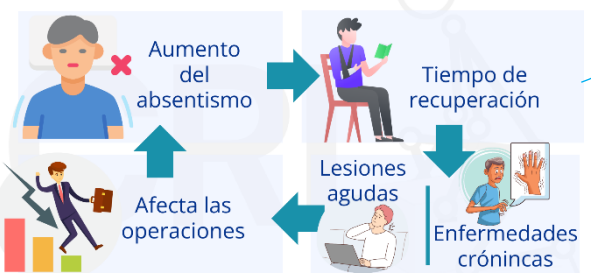 Aumento
del
absentismo
Tiempo de
recuperación
Lesiones
agudas
Enfermedades
crónincas
Afecta las
operaciones